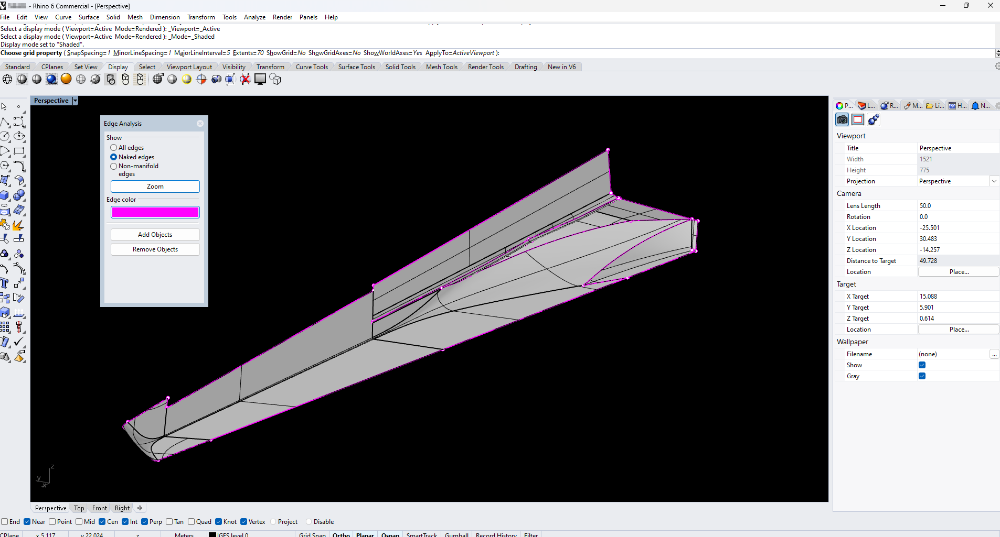 - Rhino 6 Commercial - [Perspective]
File Edit View Curve Surface Solid Mesh Dimension Transform Tools Analyze Render Panels Help
Select a display mode ( Viewport=Active Mode=Rendered ): _Viewport=_Active
Select a display mode ( Viewport=Active Mode=Rendered ): _Mode=_Shaded
Display mode set to "Shaded".
Choose grid property ( SnapSpacing=1 MinorLineSpacing=1 MajorLineInterval=5 Extents=70 ShowGrid=No ShowGridAxes=No ShowWorldAxes=Yes ApplyTo=ActiveViewport ):
Standard CPlanes Set View Display Select Viewport Layout Visibility Transform Curve Tools Surface Tools Solid Tools Mesh Tools Render Tools Drafting New in V6
Perspective
P... L... R... M... Li... H... N...
Edge Analysis
Show
All edges
Naked edges
Non-manifold
edges
Zoom
Edge color
Add Objects
Remove Objects
z
y
x
Viewport
Title Perspective
Width 1521
Height 775
Projection Perspective
Camera
Lens Length 50.0
Rotation 0.0
X Location -25.501
Y Location 30.483
Z Location -14.257
Distance to Target 49.728
Location Place...
Target
X Target 15.088
Y Target 5.901
Z Target 0.614
Location Place...
Wallpaper
Filename (none) ...
Show
Gray
Perspective Top Front Right
End Near Point Mid Cen Int Perp Tan Quad Knot Vertex Project Disable
CPlane x 5.117 y 22.024 z Meters IGES level 0 Grid Snap Ortho Planar Osnap SmartTrack Gumball Record History Filter